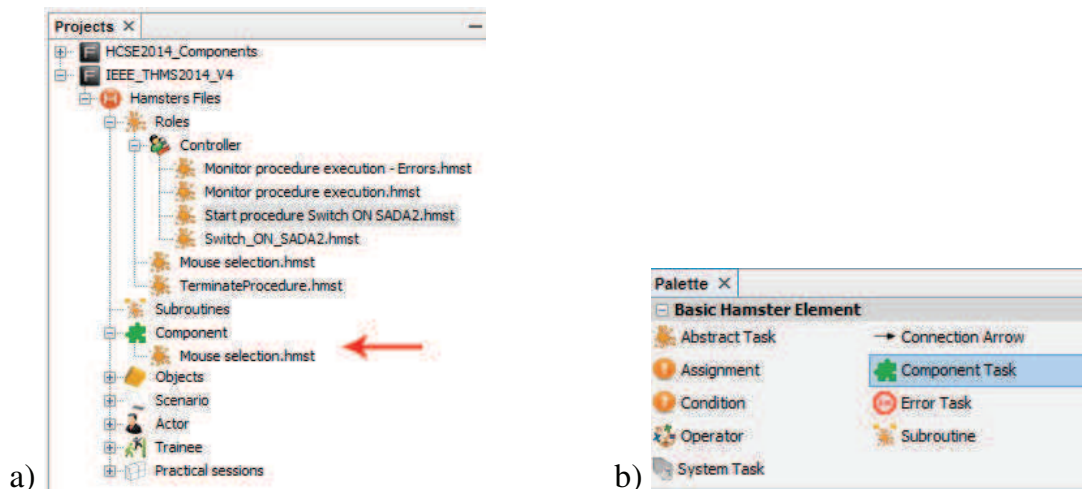 Projects
HCSE2014_Components
IEEE_THMS2014_V4
Hamsters Files
Roles
Controller
Monitor procedure execution - Errors.hmst
Monitor procedure execution.hmst
Start procedure Switch ON SADA2.hmst
Switch_ON_SADA2.hmst
Mouse selection.hmst
TerminateProcedure.hmst
Subroutines
Component
Mouse selection.hmst
Objects
Scenario
Actor
Trainee
Practical sessions
a)
Palette
Basic Hamster Element
Abstract Task Connection Arrow
Assignment Component Task
Condition Error Task
Operator Subroutine
System Task
b)